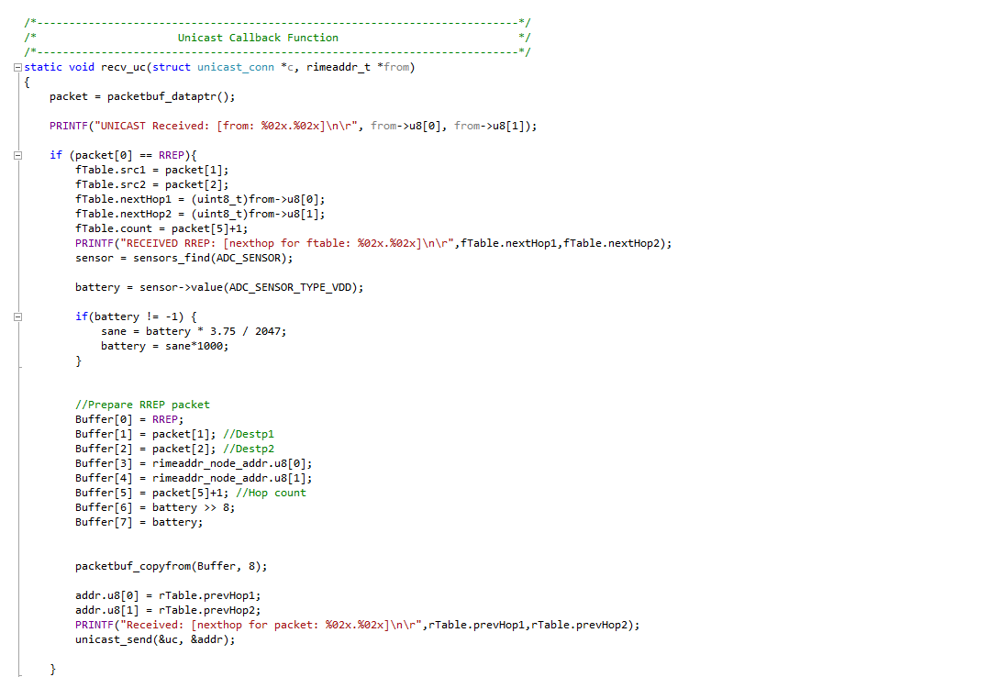 /*---------------------------------------------------------------------------*/
/*                      Unicast Callback Function                            */
/*---------------------------------------------------------------------------*/
static void recv_uc(struct unicast_conn *c, rimeaddr_t *from)
{
    packet = packetbuf_dataptr();

    PRINTF("UNICAST Received: [from: %02x.%02x]\n\r", from->u8[0], from->u8[1]);

    if (packet[0] == RREP){
        fTable.src1 = packet[1];
        fTable.src2 = packet[2];
        fTable.nextHop1 = (uint8_t)from->u8[0];
        fTable.nextHop2 = (uint8_t)from->u8[1];
        fTable.count = packet[5]+1;
        PRINTF("RECEIVED RREP: [nexthop for ftable: %02x.%02x]\n\r",fTable.nextHop1,fTable.nextHop2);
        sensor = sensors_find(ADC_SENSOR);

        battery = sensor->value(ADC_SENSOR_TYPE_VDD);

        if(battery != -1) {
            sane = battery * 3.75 / 2047;
            battery = sane*1000;
        }


        //Prepare RREP packet
        Buffer[0] = RREP;
        Buffer[1] = packet[1]; //Destp1
        Buffer[2] = packet[2]; //Destp2
        Buffer[3] = rimeaddr_node_addr.u8[0];
        Buffer[4] = rimeaddr_node_addr.u8[1];
        Buffer[5] = packet[5]+1; //Hop count
        Buffer[6] = battery >> 8;
        Buffer[7] = battery;


        packetbuf_copyfrom(Buffer, 8);

        addr.u8[0] = rTable.prevHop1;
        addr.u8[1] = rTable.prevHop2;
        PRINTF("Received: [nexthop for packet: %02x.%02x]\n\r",rTable.prevHop1,rTable.prevHop2);
        unicast_send(&uc, &addr);

    }